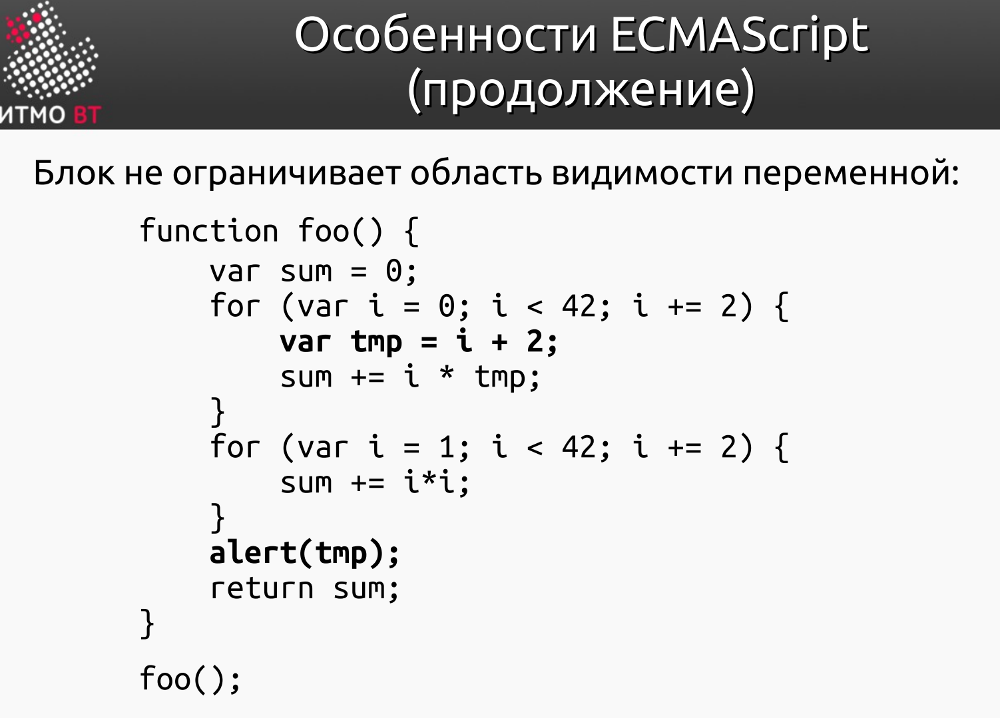 Особенности ECMAScript
(продолжение)
ИТМО ВТ
Блок не ограничивает область видимости переменной:
function foo() {
    var sum = 0;
    for (var i = 0; i < 42; i += 2) {
        var tmp = i + 2;
        sum += i * tmp;
    }
    for (var i = 1; i < 42; i += 2) {
        sum += i*i;
    }
    alert(tmp);
    return sum;
}
foo();